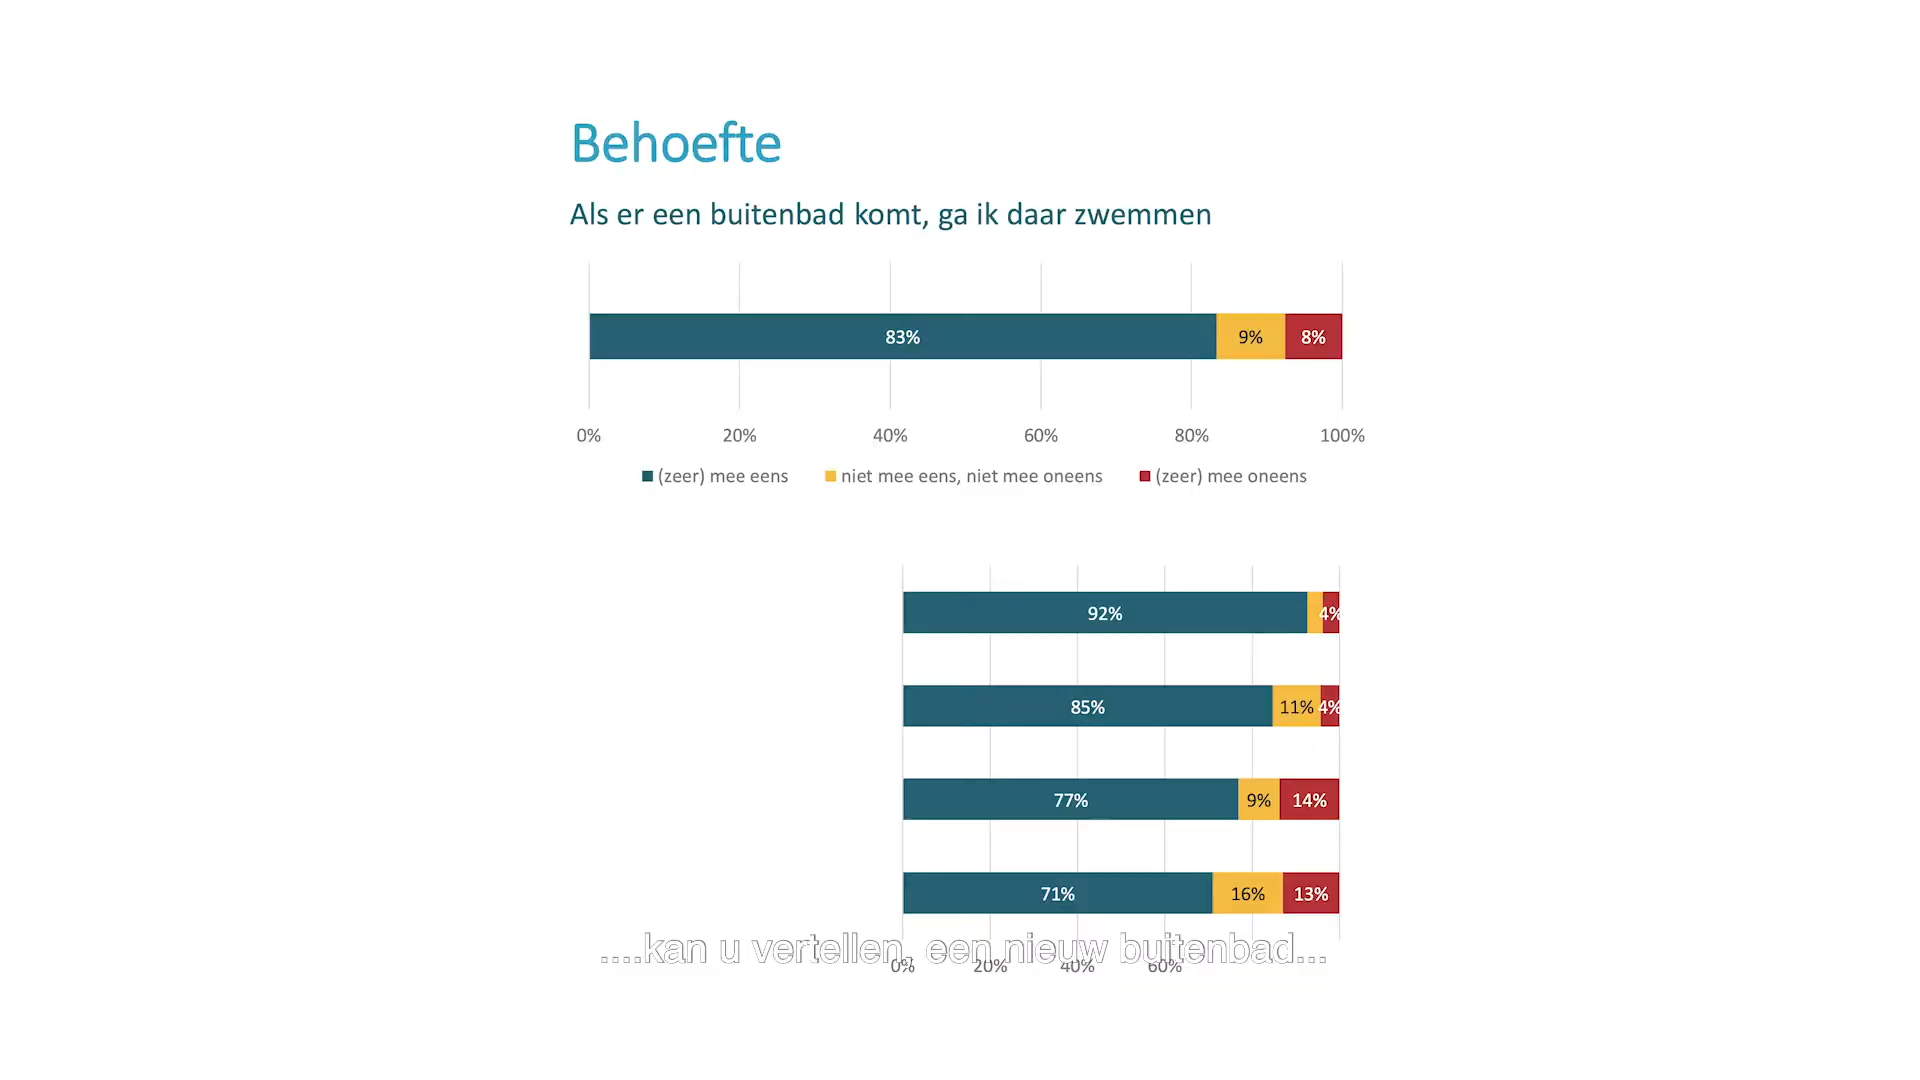 Behoefte
Als er een buitenbad komt, ga ik daar zwemmen
83% 9% 8%
0% 20% 40% 60% 80% 100%
(zeer) mee eens niet mee eens, niet mee oneens (zeer) mee oneens
92% 4%
85% 11% 4%
77% 9% 14%
71% 16% 13%
....kan u vertellen, een nieuw buitenbad...
0% 20% 40% 60%